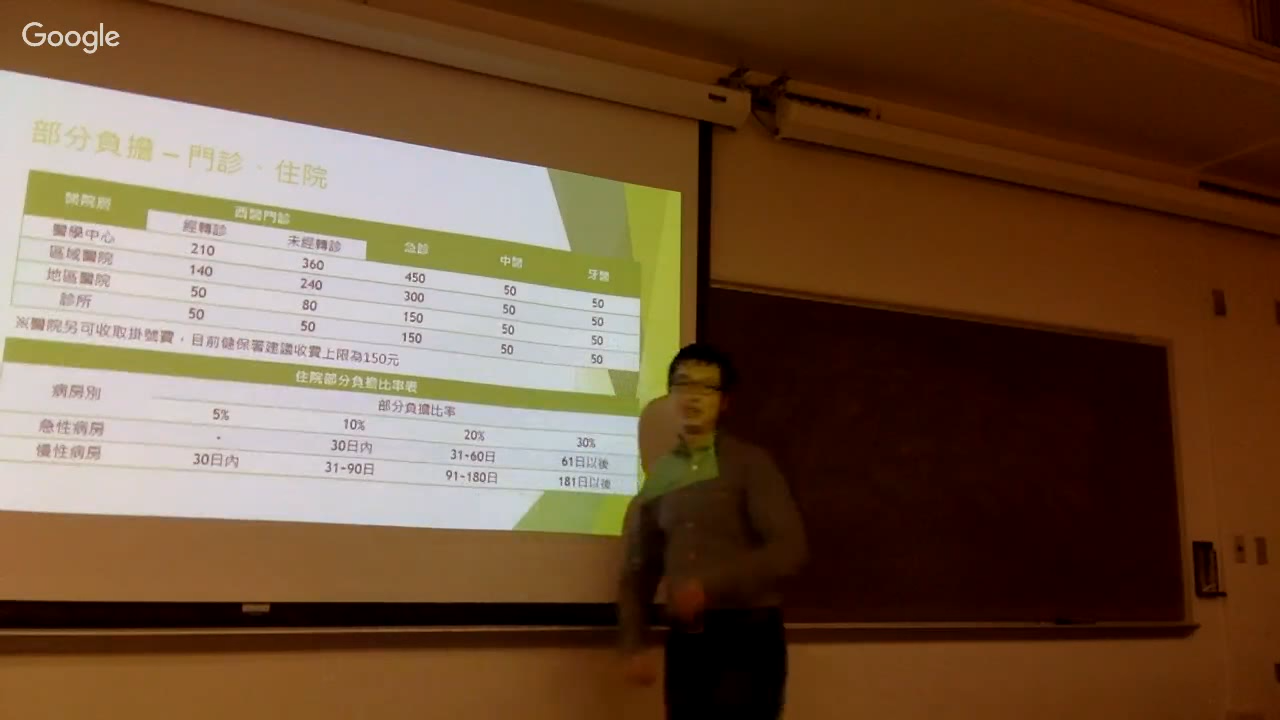 Google
部分負擔－門診、住院
醫院層 西醫門診 急診 中醫 牙醫
經轉診 未經轉診
醫學中心 210 360 450 50 50
區域醫院 140 240 300 50 50
地區醫院 50 80 150 50 50
診所 50 50 150 50 50
※醫院另可收取掛號費，目前健保署建議收費上限為150元
住院部分負擔比率表
病房別 部分負擔比率
5% 10% 20% 30%
急性病房 - 30日內 31-60日 61日以後
慢性病房 30日內 31-90日 91-180日 181日以後